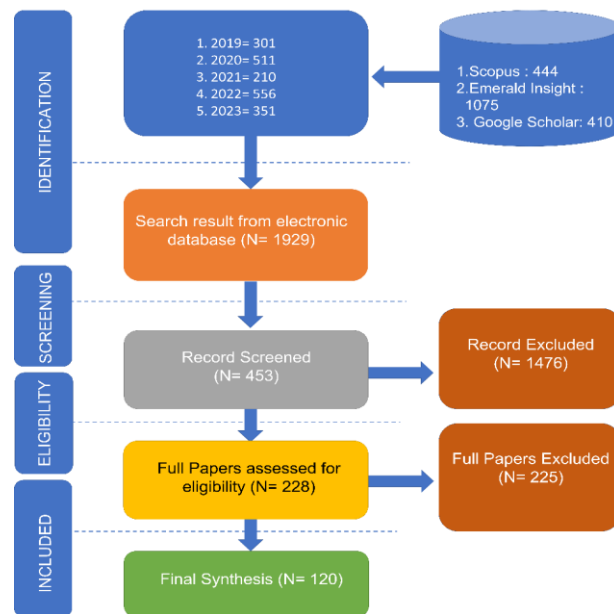 IDENTIFICATION
1. 2019= 301
2. 2020= 511
3. 2021= 210
4. 2022= 556
5. 2023= 351
1.Scopus : 444
2.Emerald Insight :
1075
3. Google Scholar: 410
Search result from electronic
database (N= 1929)
SCREENING
Record Screened
(N= 453)
Record Excluded
(N= 1476)
ELIGIBILITY
Full Papers assessed for
eligibility (N= 228)
Full Papers Excluded
(N= 225)
INCLUDED
Final Synthesis (N= 120)